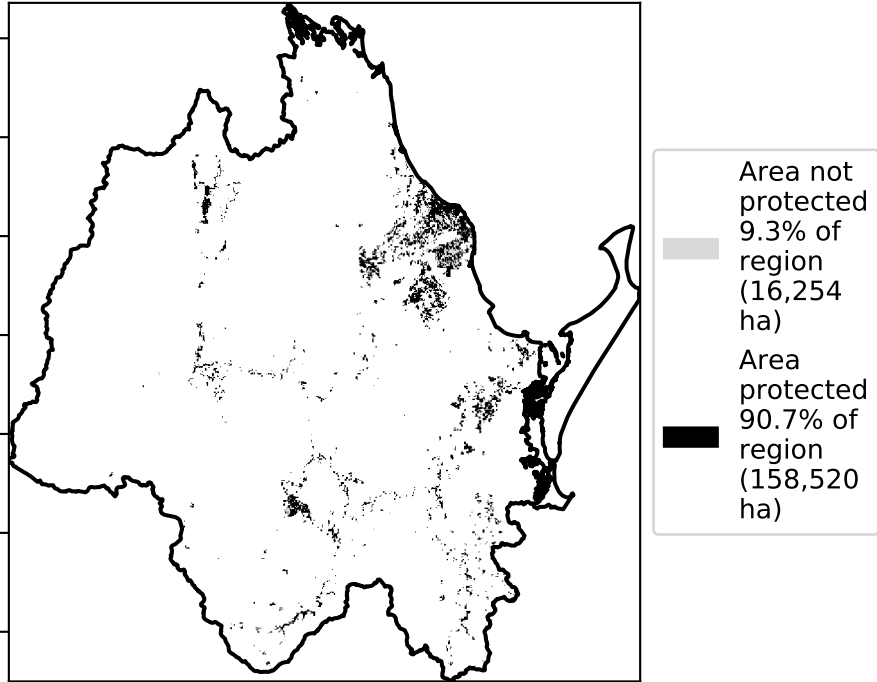 Area not
protected
9.3% of
region
(16,254
ha)
Area
protected
90.7% of
region
(158,520
ha)